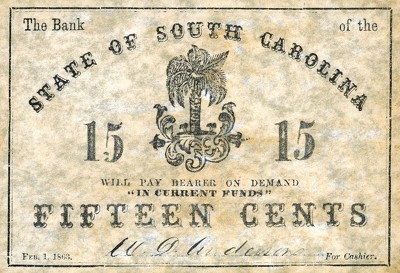 The Bank of the
STATE OF SOUTH CAROLINA
15 15
WILL PAY BEARER ON DEMAND
"IN CURRENT FUNDS"
FIFTEEN CENTS
FEB. 1, 1863. W. D. Anderson For Cashier.